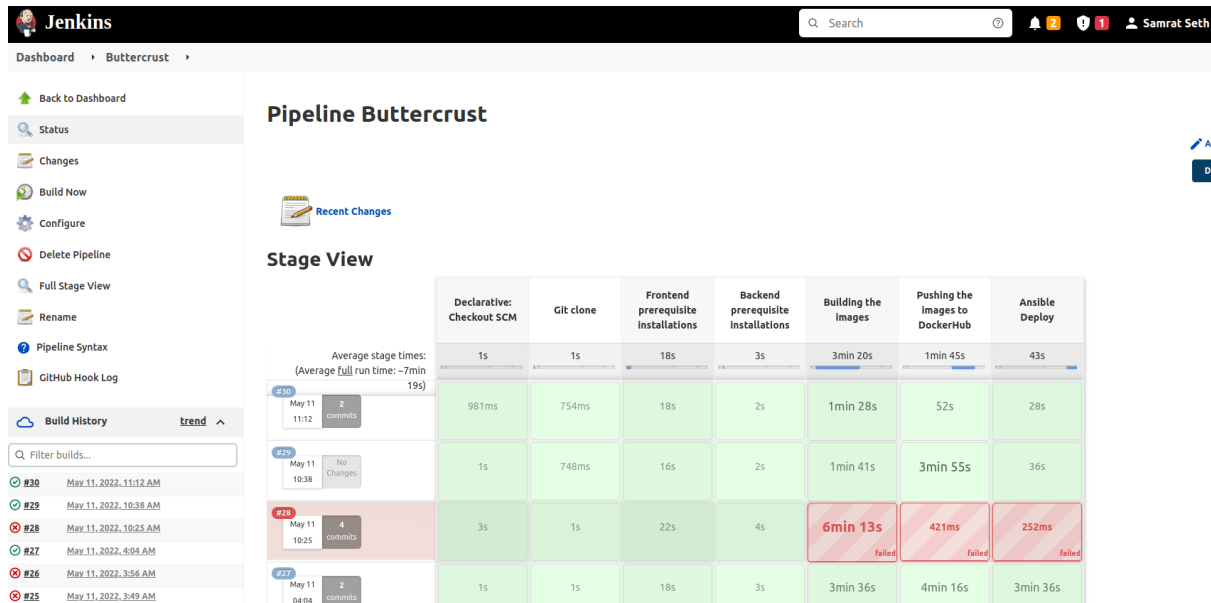 Jenkins
Search
2
1
Samrat Seth
Dashboard
Buttercrust
Back to Dashboard
Status
Changes
Build Now
Configure
Delete Pipeline
Full Stage View
Rename
Pipeline Syntax
GitHub Hook Log
Build History
trend
Filter builds...
#30 May 11, 2022, 11:12 AM
#29 May 11, 2022, 10:38 AM
#28 May 11, 2022, 10:25 AM
#27 May 11, 2022, 4:04 AM
#26 May 11, 2022, 3:56 AM
#25 May 11, 2022, 3:49 AM
Pipeline Buttercrust
A
D
Recent Changes
Stage View
Declarative:
Checkout SCM
Git clone
Frontend
prerequisite
installations
Backend
prerequisite
installations
Building the
images
Pushing the
images to
DockerHub
Ansible
Deploy
Average stage times:
(Average full run time: ~7min
19s)
1s 1s 18s 3s 3min 20s 1min 45s 43s
#30
May 11
11:12
2
commits
981ms 754ms 18s 2s 1min 28s 52s 28s
#29
May 11
10:38
No
Changes
1s 748ms 16s 2s 1min 41s 3min 55s 36s
#28
May 11
10:25
4
commits
3s 1s 22s 4s 6min 13s 421ms 252ms
failed failed failed
#27
May 11
04:04
2
commits
1s 1s 18s 3s 3min 36s 4min 16s 3min 36s